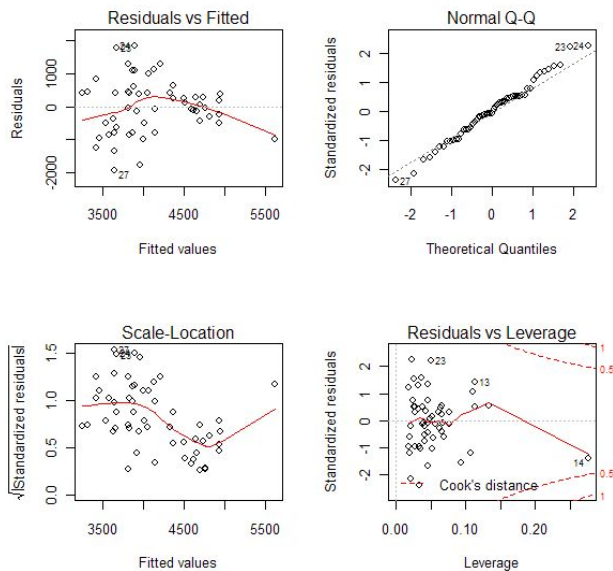 Residuals vs Fitted
Residuals
1000
0
-2000
24
23
27
3500 4500 5500
Fitted values
Normal Q-Q
Standardized residuals
2
1
0
-1
-2
23 24
27
-2 -1 0 1 2
Theoretical Quantiles
Scale-Location
√|Standardized residuals|
1.5
1.0
0.5
0.0
27
24
23
3500 4500 5500
Fitted values
Residuals vs Leverage
Standardized residuals
2
1
0
-1
-2
23
13
14
1
0.5
0.5
1
Cook's distance
0.00 0.10 0.20
Leverage